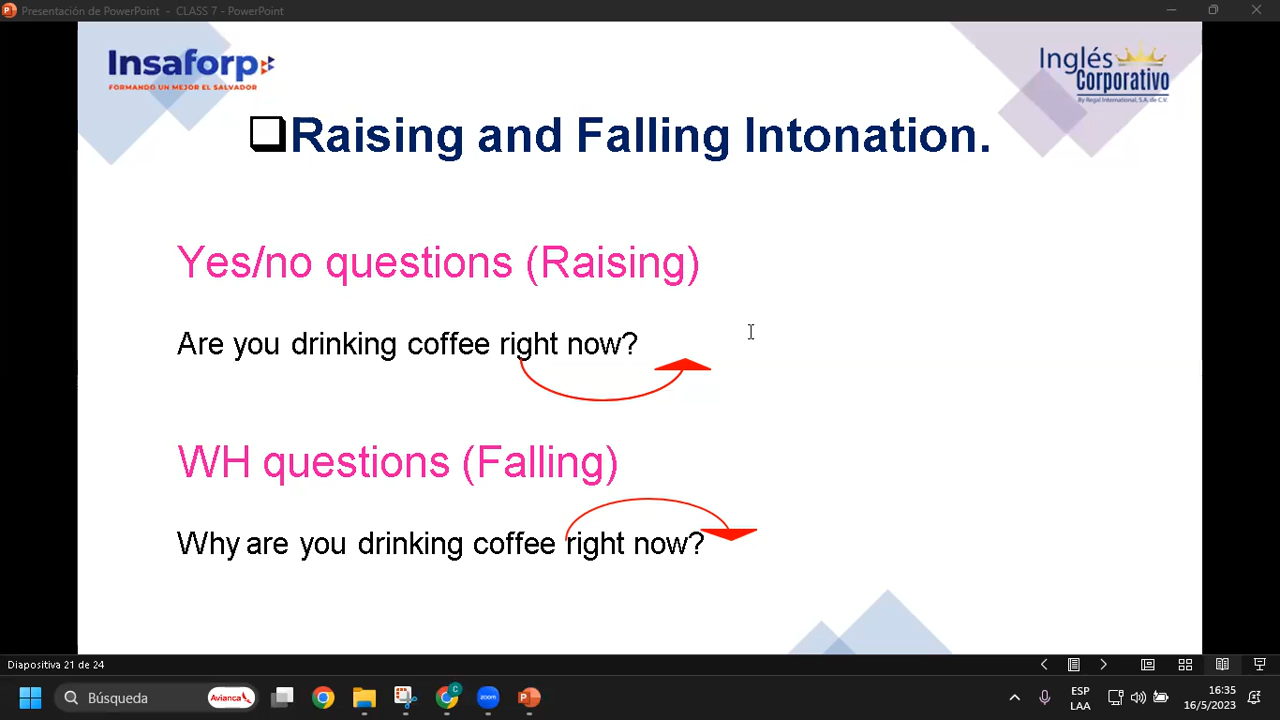 Presentación de PowerPoint - CLASS 7 - PowerPoint
Insaforp
FORMANDO UN MEJOR EL SALVADOR
Inglés
Corporativo
By Regal International, S.A. de C.V.
Raising and Falling Intonation.
Yes/no questions (Raising)
Are you drinking coffee right now?
WH questions (Falling)
Why are you drinking coffee right now?
Diapositiva 21 de 24
Búsqueda
Avianca
zoom
ESP
LAA
16:35
16/5/2023